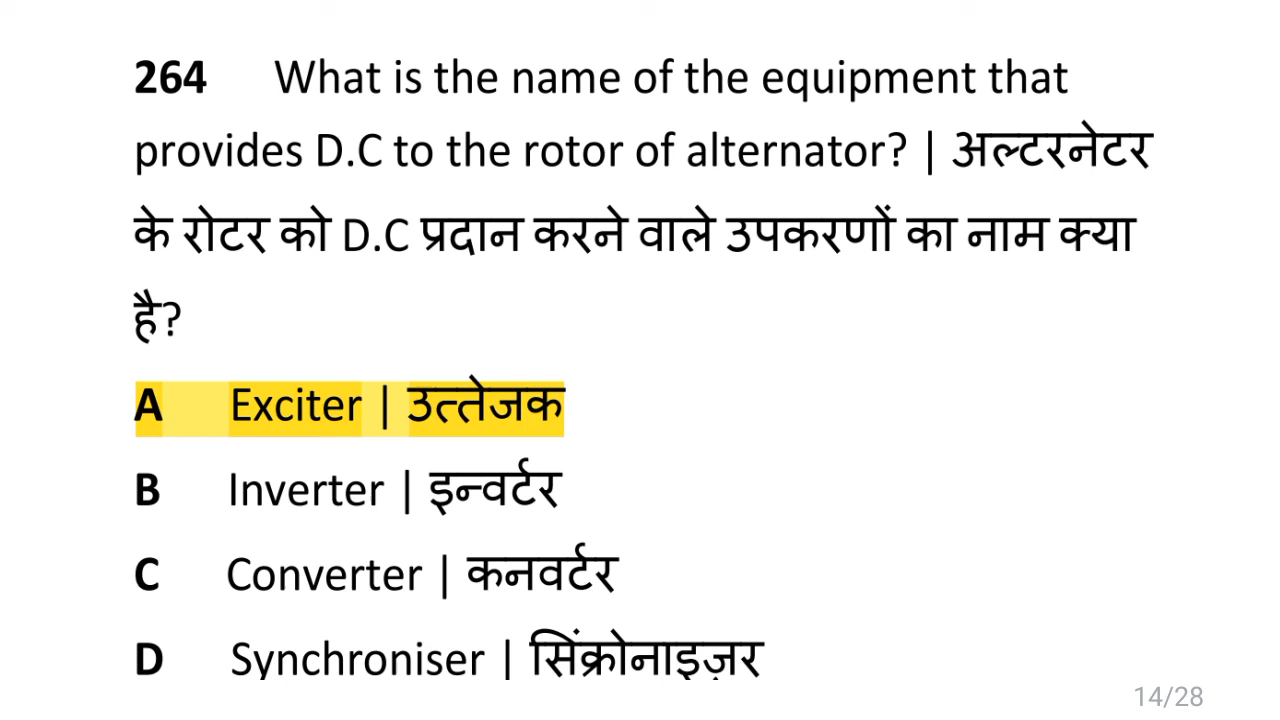 264 What is the name of the equipment that
provides D.C to the rotor of alternator? | अल्टरनेटर
के रोटर को D.C प्रदान करने वाले उपकरणों का नाम क्या
है?
A Exciter | उत्तेजक
B Inverter | इन्वर्टर
C Converter | कनवर्टर
D Synchroniser | सिंक्रोनाइज़र
14/28